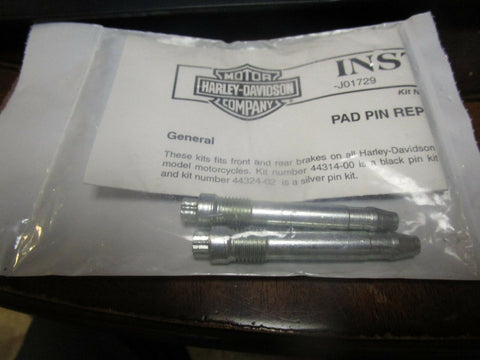 MOTOR
HARLEY-DAVIDSON
COMPANY
INST
-J01729
Kit N
PAD PIN REP
General
These kits fit front and rear brakes on all Harley-Davidson
model motorcycles. Kit number 44314-00 is a black pin kit
and kit number 44324-02 is a silver pin kit.